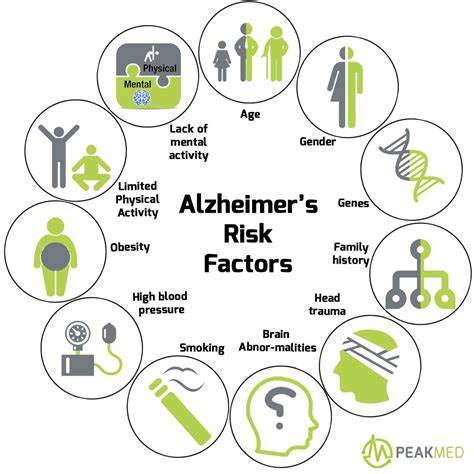 Physical
Mental
Age
Gender
Genes
Family
history
Head
trauma
Brain
Abnor-malities
Smoking
High blood
pressure
Obesity
Limited
Physical
Activity
Lack of
mental
activity
Alzheimer's
Risk
Factors
?
PEAKMED